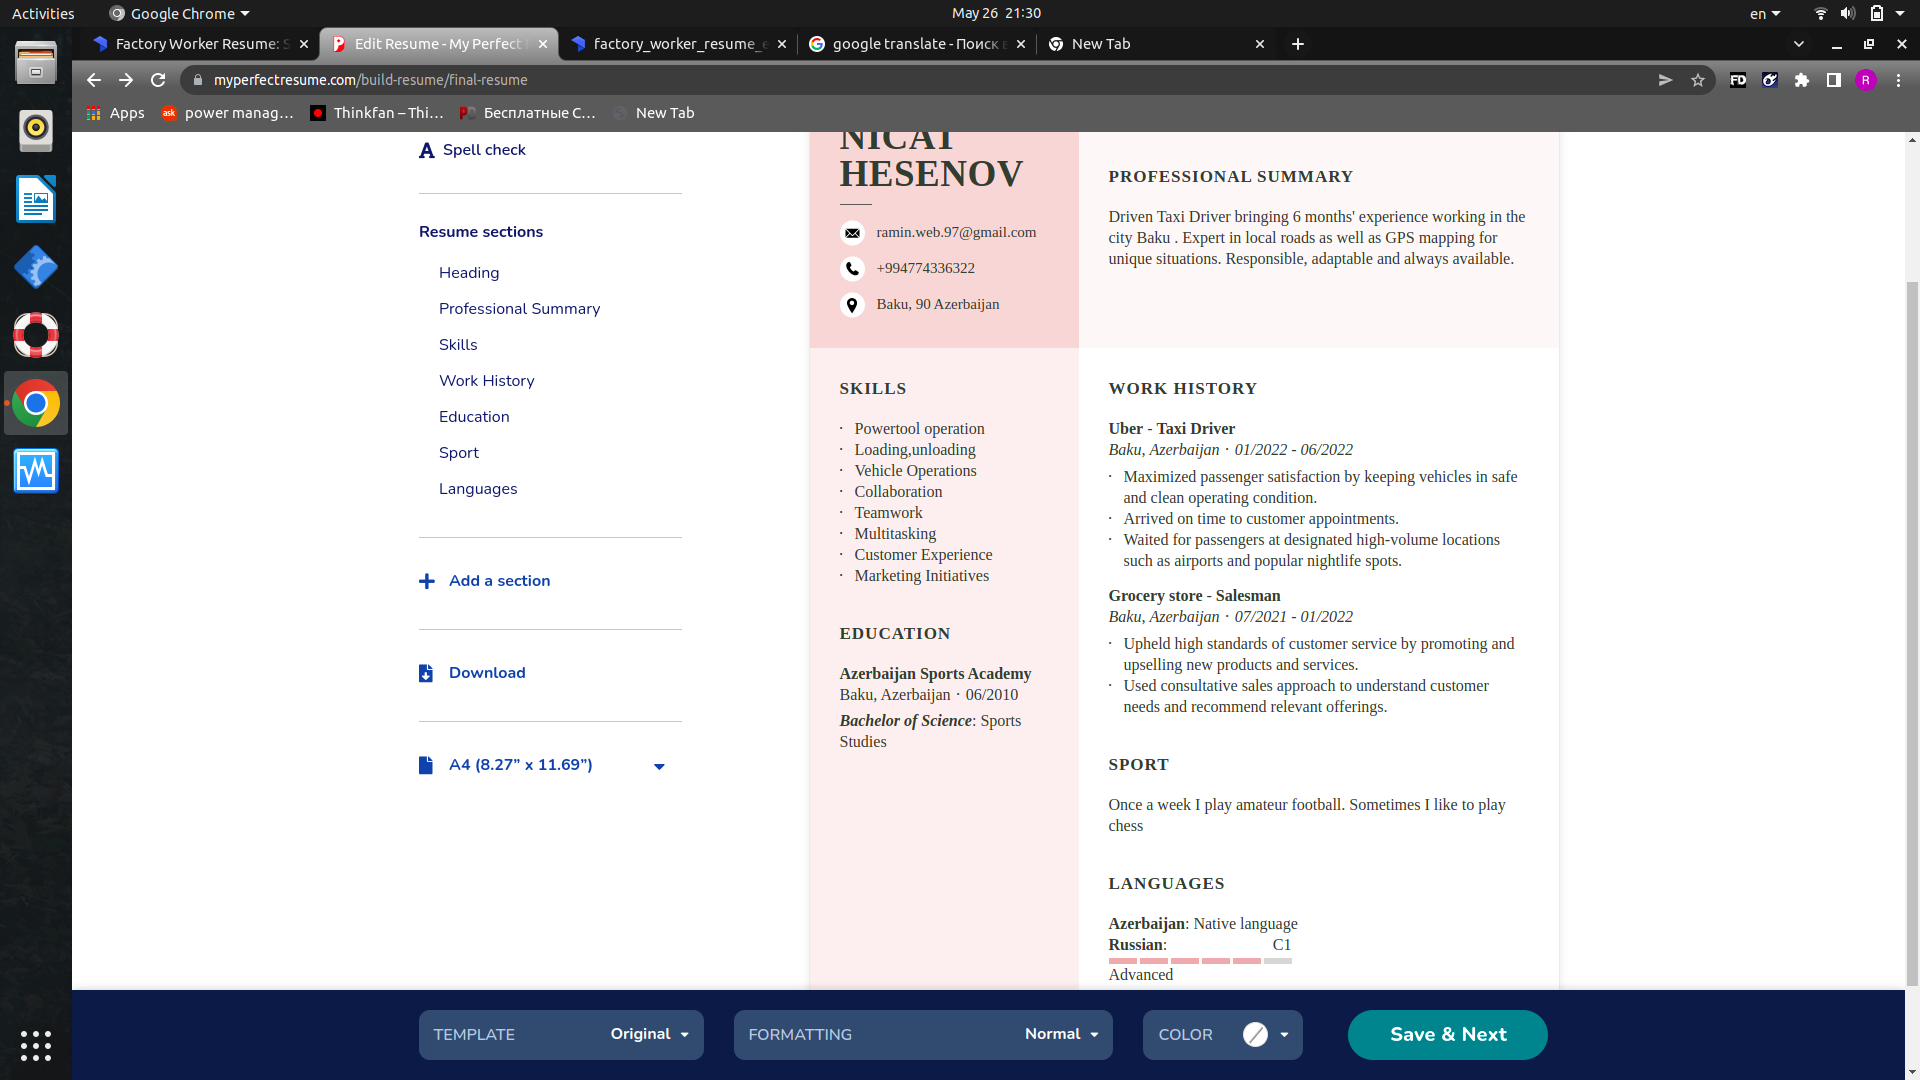 Activities
Google Chrome
May 26  21:30
en
Factory Worker Resume: S
Edit Resume - My Perfect
factory_worker_resume_e
google translate - Поиск в
New Tab
myperfectresume.com/build-resume/final-resume
FD
R
Apps
ask
power manag…
Thinkfan – Thi…
Бесплатные С…
New Tab
Spell check
Resume sections
Heading
Professional Summary
Skills
Work History
Education
Sport
Languages
Add a section
Download
A4 (8.27” x 11.69”)
NICAT
HESENOV
ramin.web.97@gmail.com
+994774336322
Baku, 90 Azerbaijan
SKILLS
· Powertool operation
· Loading,unloading
· Vehicle Operations
· Collaboration
· Teamwork
· Multitasking
· Customer Experience
· Marketing Initiatives
EDUCATION
Azerbaijan Sports Academy
Baku, Azerbaijan · 06/2010
Bachelor of Science: Sports
Studies
PROFESSIONAL SUMMARY
Driven Taxi Driver bringing 6 months' experience working in the
city Baku . Expert in local roads as well as GPS mapping for
unique situations. Responsible, adaptable and always available.
WORK HISTORY
Uber - Taxi Driver
Baku, Azerbaijan · 01/2022 - 06/2022
· Maximized passenger satisfaction by keeping vehicles in safe
and clean operating condition.
· Arrived on time to customer appointments.
· Waited for passengers at designated high-volume locations
such as airports and popular nightlife spots.
Grocery store - Salesman
Baku, Azerbaijan · 07/2021 - 01/2022
· Upheld high standards of customer service by promoting and
upselling new products and services.
· Used consultative sales approach to understand customer
needs and recommend relevant offerings.
SPORT
Once a week I play amateur football. Sometimes I like to play
chess
LANGUAGES
Azerbaijan: Native language
Russian: C1
Advanced
TEMPLATE Original
FORMATTING Normal
COLOR
Save & Next